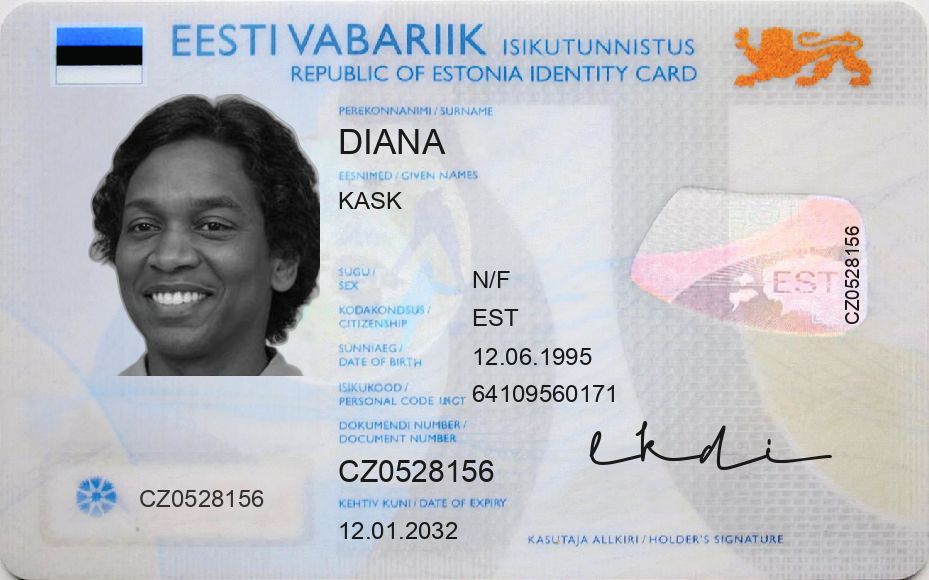 EESTI VABARIIK ISIKUTUNNISTUS
REPUBLIC OF ESTONIA IDENTITY CARD
PEREKONNANIMI / SURNAME
DIANA
EESNIMED / GIVEN NAMES
KASK
SUGU /
SEX
N/F
KODAKONDSUS /
CITIZENSHIP
EST
SÜNNIAEG /
DATE OF BIRTH
12.06.1995
ISIKUKOOD /
PERSONAL CODE
64109560171
DOKUMENDI NUMBER /
DOCUMENT NUMBER
CZ0528156
KEHTIV KUNI / DATE OF EXPIRY
12.01.2032
CZ0528156
EST
CZ0528156
KASUTAJA ALLKIRI / HOLDER'S SIGNATURE